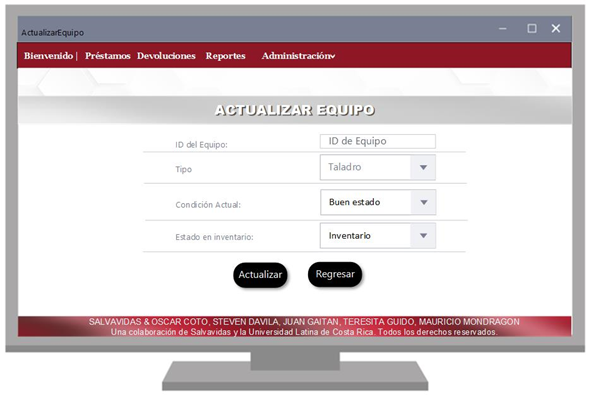 ActualizarEquipo
Bienvenido | Préstamos Devoluciones Reportes Administración
ACTUALIZAR EQUIPO
ID del Equipo: ID de Equipo
Tipo Taladro
Condición Actual: Buen estado
Estado en inventario: Inventario
Actualizar Regresar
SALVAVIDAS & OSCAR COTO, STEVEN DAVILA, JUAN GAITAN, TERESITA GUIDO, MAURICIO MONDRAGON
Una colaboración de Salvavidas y la Universidad Latina de Costa Rica. Todos los derechos reservados.